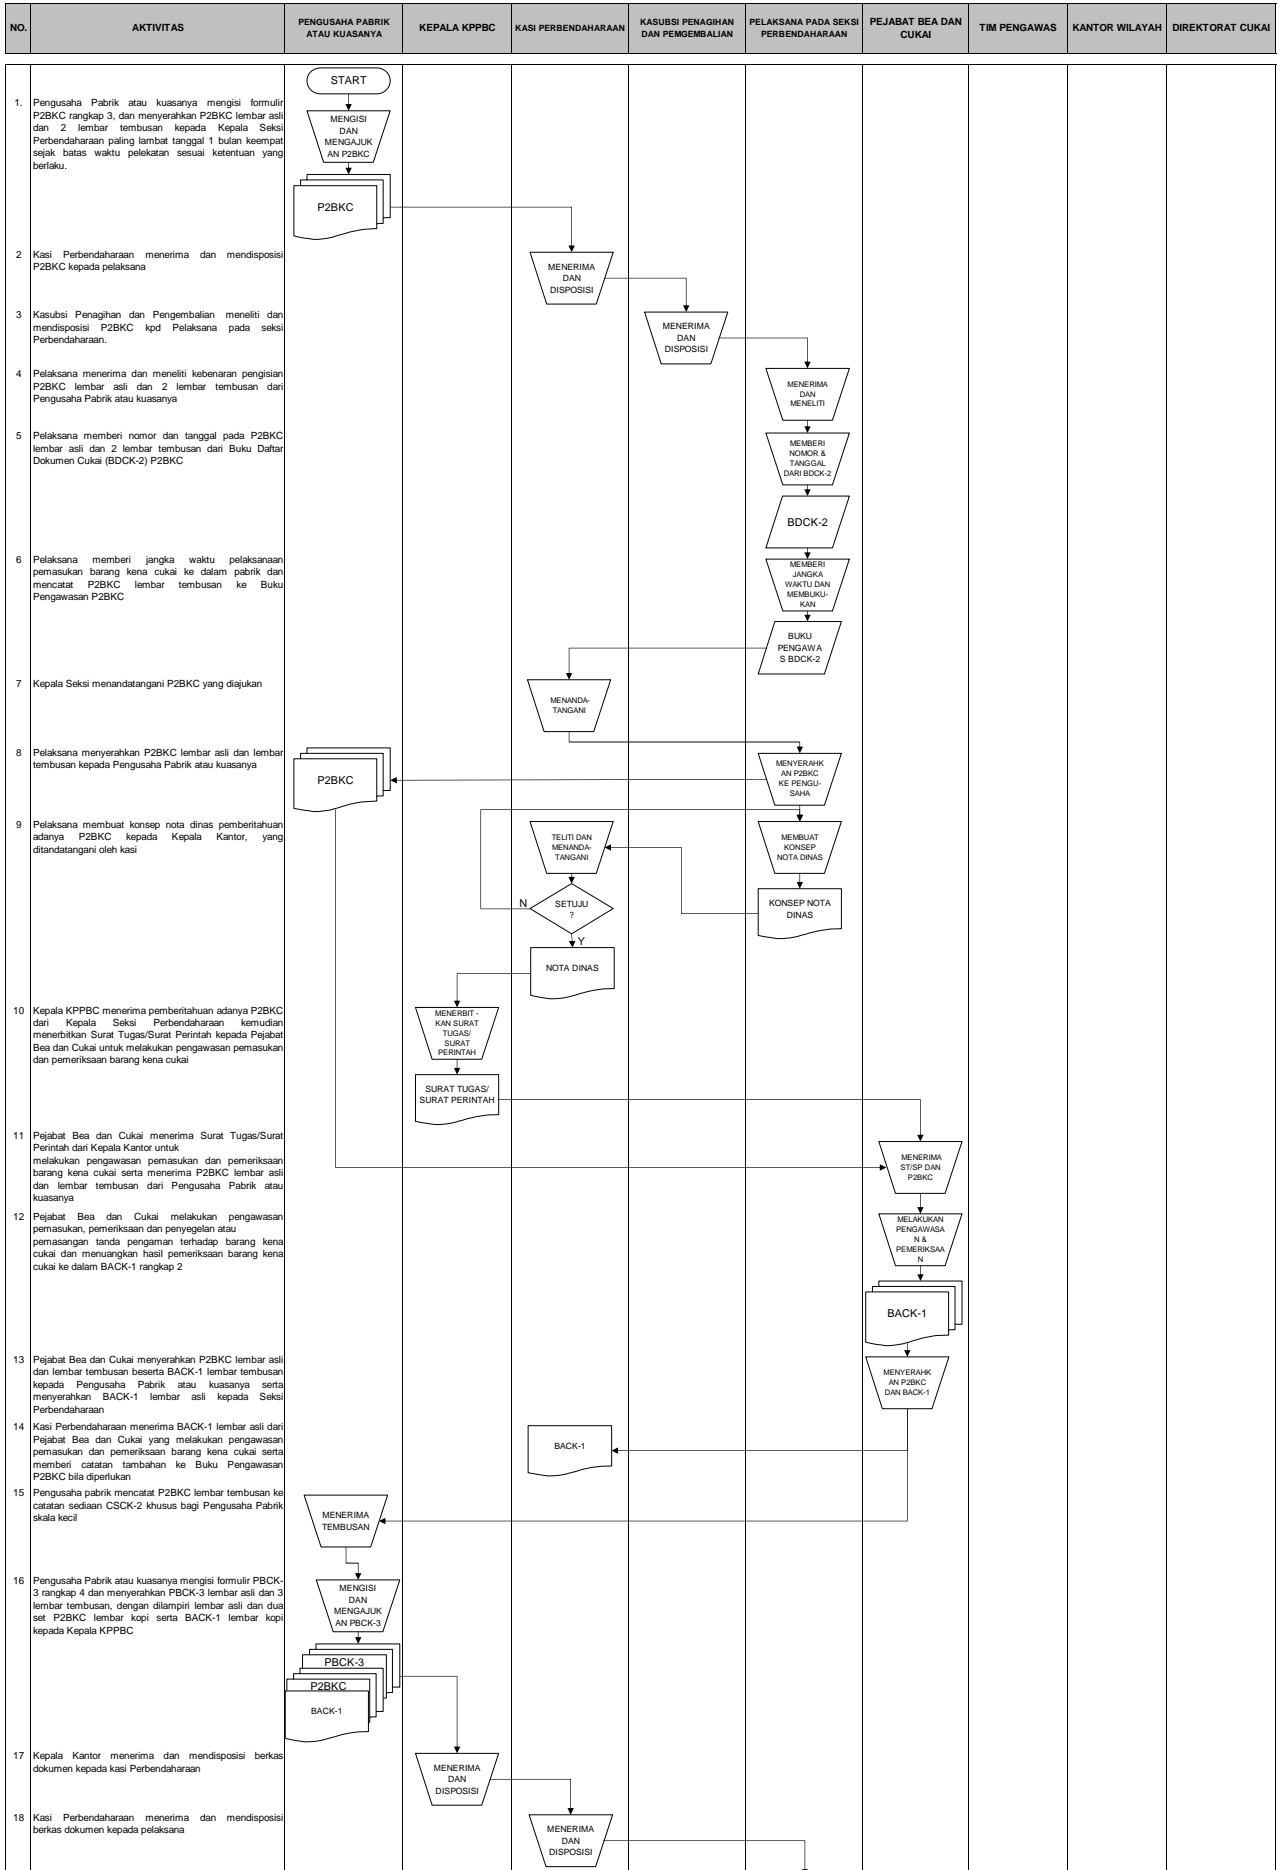 NO.
AKTIVITAS
PENGUSAHA PABRIK
ATAU KUASANYA
KEPALA KPPBC
KASI PERBENDAHARAAN
KASUBSI PENAGIHAN
DAN PEMGEMBALIAN
PELAKSANA PADA SEKSI
PERBENDAHARAAN
PEJABAT BEA DAN
CUKAI
TIM PENGAWAS
KANTOR WILAYAH
DIREKTORAT CUKAI
START
1. Pengusaha Pabrik atau kuasanya mengisi formulir
P2BKC rangkap 3, dan menyerahkan P2BKC lembar asli
dan 2 lembar tembusan kepada Kepala Seksi
Perbendaharaan paling lambat tanggal 1 bulan keempat
sejak batas waktu pelekatan sesuai ketentuan yang
berlaku.
MENGISI
DAN
MENGAJUK
AN P2BKC
P2BKC
2 Kasi Perbendaharaan menerima dan mendisposisi
P2BKC kepada pelaksana
MENERIMA
DAN
DISPOSISI
3 Kasubsi Penagihan dan Pengembalian meneliti dan
mendisposisi P2BKC kpd Pelaksana pada seksi
Perbendaharaan.
MENERIMA
DAN
DISPOSISI
4 Pelaksana menerima dan meneliti kebenaran pengisian
P2BKC lembar asli dan 2 lembar tembusan dari
Pengusaha Pabrik atau kuasanya
MENERIMA
DAN
MENELITI
5 Pelaksana memberi nomor dan tanggal pada P2BKC
lembar asli dan 2 lembar tembusan dari Buku Daftar
Dokumen Cukai (BDCK-2) P2BKC
MEMBERI
NOMOR &
TANGGAL
DARI BDCK-2
BDCK-2
6 Pelaksana memberi jangka waktu pelaksanaan
pemasukan barang kena cukai ke dalam pabrik dan
mencatat P2BKC lembar tembusan ke Buku
Pengawasan P2BKC
MEMBERI
JANGKA
WAKTU DAN
MEMBUKU-
KAN
BUKU
PENGAWA
S BDCK-2
7 Kepala Seksi menandatangani P2BKC yang diajukan
MENANDA-
TANGANI
8 Pelaksana menyerahkan P2BKC lembar asli dan lembar
tembusan kepada Pengusaha Pabrik atau kuasanya
P2BKC
MENYERAHK
AN P2BKC
KE PENGU-
SAHA
9 Pelaksana membuat konsep nota dinas pemberitahuan
adanya P2BKC kepada Kepala Kantor, yang
ditandatangani oleh kasi
TELITI DAN
MENANDA-
TANGANI
MEMBUAT
KONSEP
NOTA DINAS
N
SETUJU
?
Y
KONSEP NOTA
DINAS
NOTA DINAS
10 Kepala KPPBC menerima pemberitahuan adanya P2BKC
dari Kepala Seksi Perbendaharaan kemudian
menerbitkan Surat Tugas/Surat Perintah kepada Pejabat
Bea dan Cukai untuk melakukan pengawasan pemasukan
dan pemeriksaan barang kena cukai
MENERBIT -
KAN SURAT
TUGAS/
SURAT
PERINTAH
SURAT TUGAS/
SURAT PERINTAH
11 Pejabat Bea dan Cukai menerima Surat Tugas/Surat
Perintah dari Kepala Kantor untuk
melakukan pengawasan pemasukan dan pemeriksaan
barang kena cukai serta menerima P2BKC lembar asli
dan lembar tembusan dari Pengusaha Pabrik atau
kuasanya
MENERIMA
ST/SP DAN
P2BKC
12 Pejabat Bea dan Cukai melakukan pengawasan
pemasukan, pemeriksaan dan penyegelan atau
pemasangan tanda pengaman terhadap barang kena
cukai dan menuangkan hasil pemeriksaan barang kena
cukai ke dalam BACK-1 rangkap 2
MELAKUKAN
PENGAWASA
N &
PEMERIKSAA
N
BACK-1
13 Pejabat Bea dan Cukai menyerahkan P2BKC lembar asli
dan lembar tembusan beserta BACK-1 lembar tembusan
kepada Pengusaha Pabrik atau kuasanya serta
menyerahkan BACK-1 lembar asli kepada Seksi
Perbendaharaan
MENYERAHK
AN P2BKC
DAN BACK-1
14 Kasi Perbendaharaan menerima BACK-1 lembar asli dari
Pejabat Bea dan Cukai yang melakukan pengawasan
pemasukan dan pemeriksaan barang kena cukai serta
memberi catatan tambahan ke Buku Pengawasan
P2BKC bila diperlukan
BACK-1
15 Pengusaha pabrik mencatat P2BKC lembar tembusan ke
catatan sediaan CSCK-2 khusus bagi Pengusaha Pabrik
skala kecil
MENERIMA
TEMBUSAN
16 Pengusaha Pabrik atau kuasanya mengisi formulir PBCK-
3 rangkap 4 dan menyerahkan PBCK-3 lembar asli dan 3
lembar tembusan, dengan dilampiri lembar asli dan dua
set P2BKC lembar kopi serta BACK-1 lembar kopi
kepada Kepala KPPBC
MENGISI
DAN
MENGAJUK
AN PBCK-3
PBCK-3
P2BKC
BACK-1
17 Kepala Kantor menerima dan mendisposisi berkas
dokumen kepada kasi Perbendaharaan
MENERIMA
DAN
DISPOSISI
18 Kasi Perbendaharaan menerima dan mendisposisi
berkas dokumen kepada pelaksana
MENERIMA
DAN
DISPOSISI